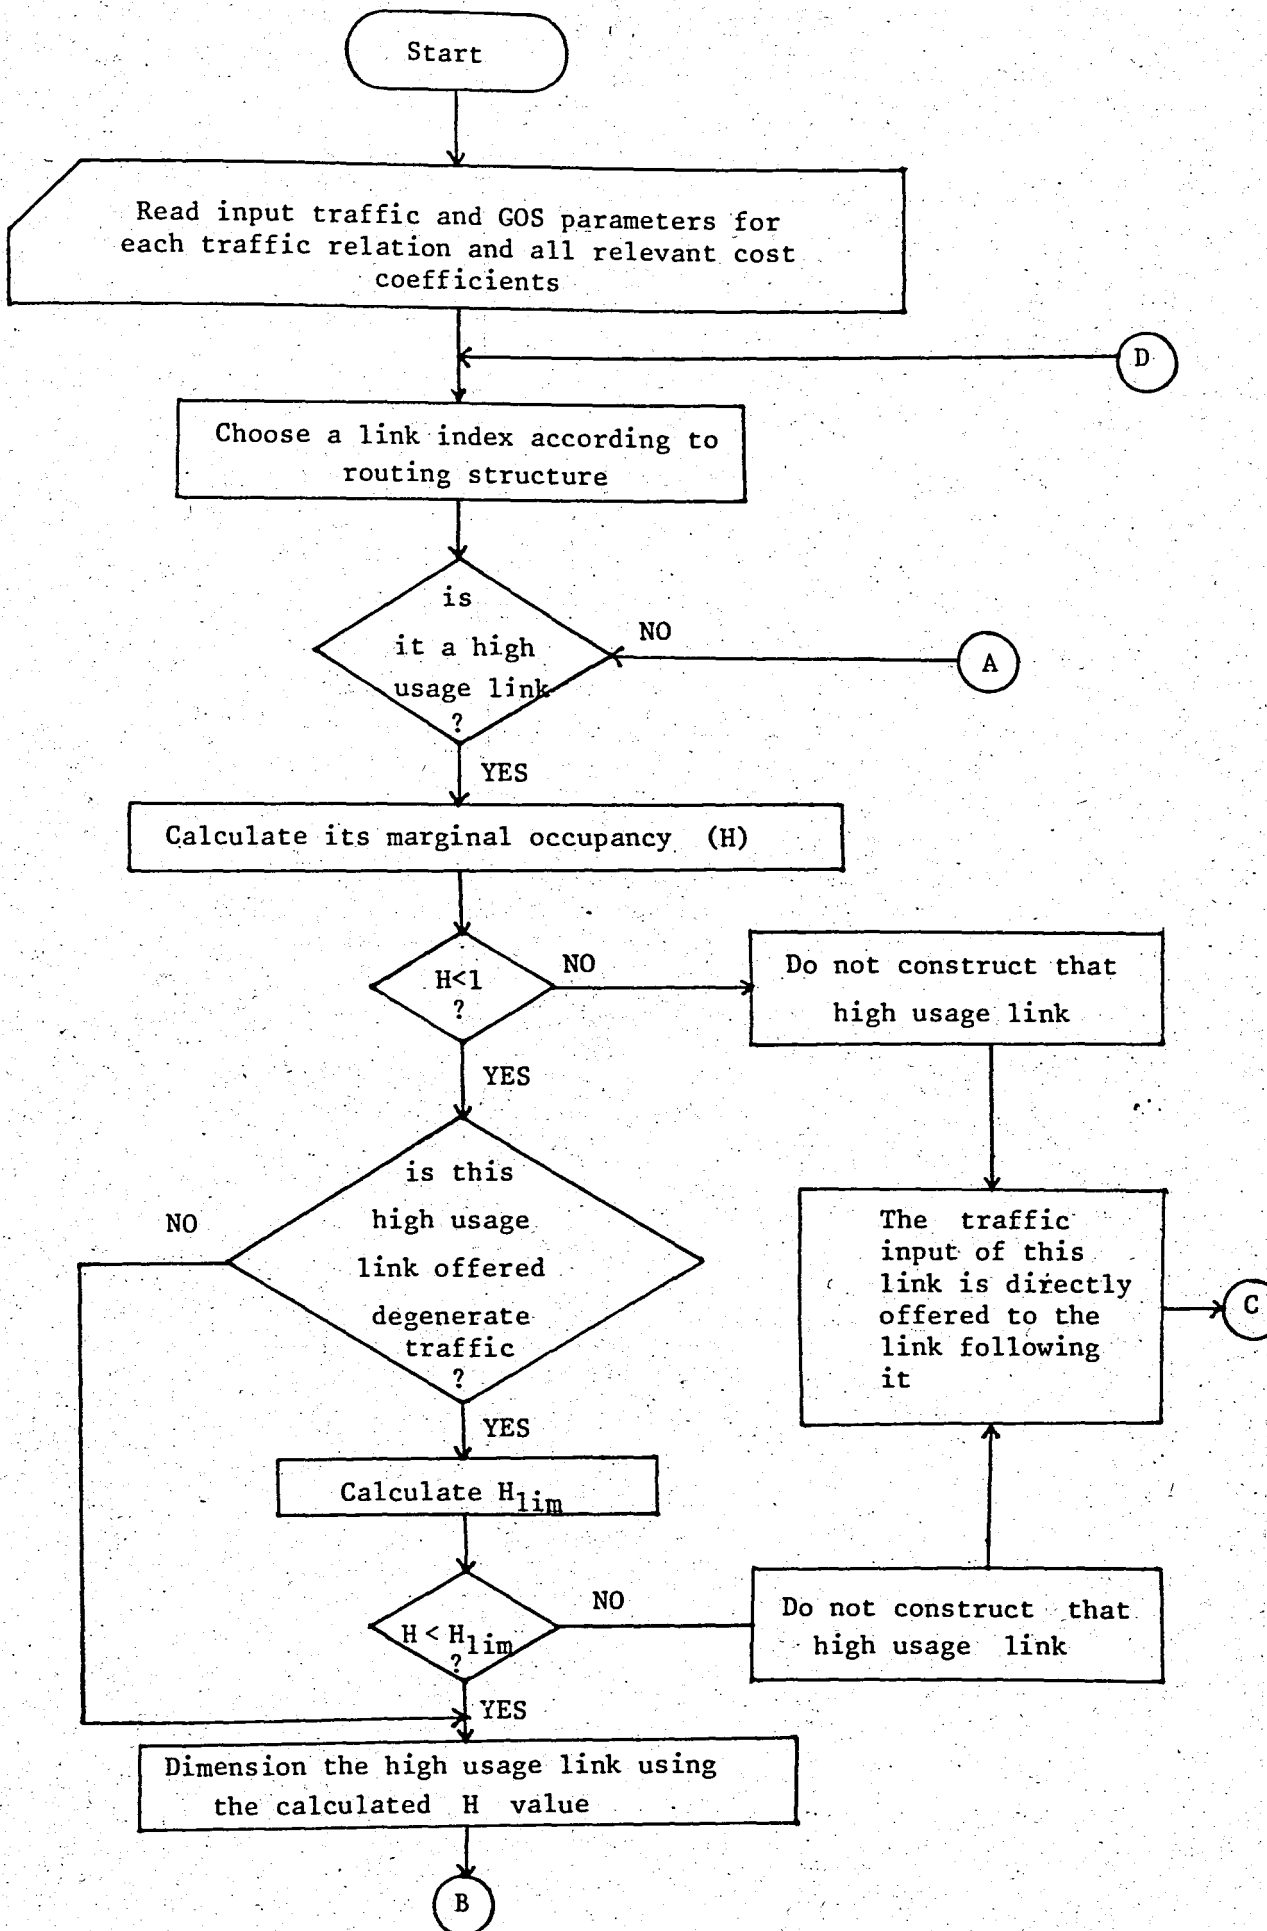 Start
Read input traffic and GOS parameters for
each traffic relation and all relevant cost
coefficients
D
Choose a link index according to
routing structure
is
it a high
usage link
?
NO
A
YES
Calculate its marginal occupancy (H)
H<1
?
NO
Do not construct that
high usage link
YES
is this
high usage
link offered
degenerate
traffic
?
NO
The traffic
input of this
link is directly
offered to the
link following
it
C
YES
Calculate Hlim
H < Hlim
?
NO
Do not construct that
high usage link
YES
Dimension the high usage link using
the calculated H value
B